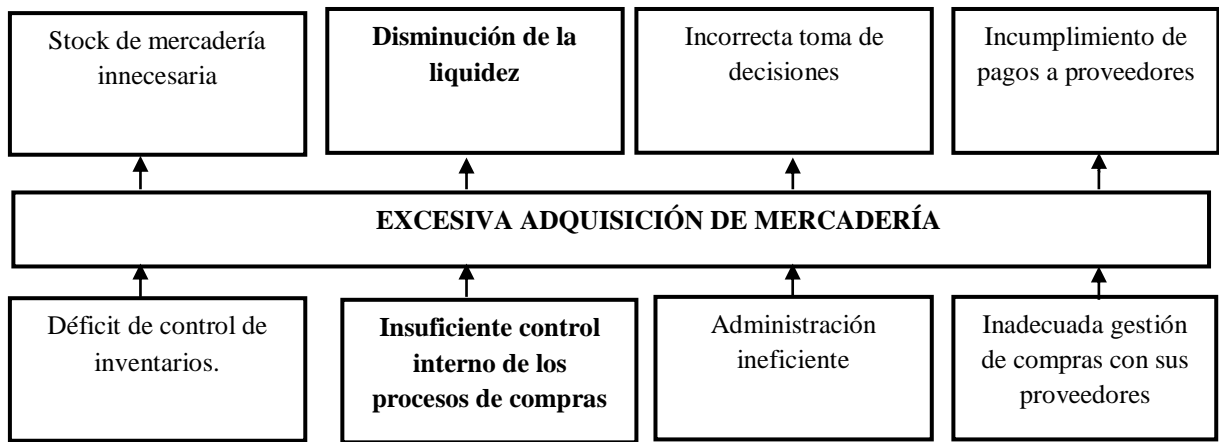 Stock de mercadería
innecesaria
Disminución de la
liquidez
Incorrecta toma de
decisiones
Incumplimiento de
pagos a proveedores
EXCESIVA ADQUISICIÓN DE MERCADERÍA
Déficit de control de
inventarios.
Insuficiente control
interno de los
procesos de compras
Administración
ineficiente
Inadecuada gestión
de compras con sus
proveedores